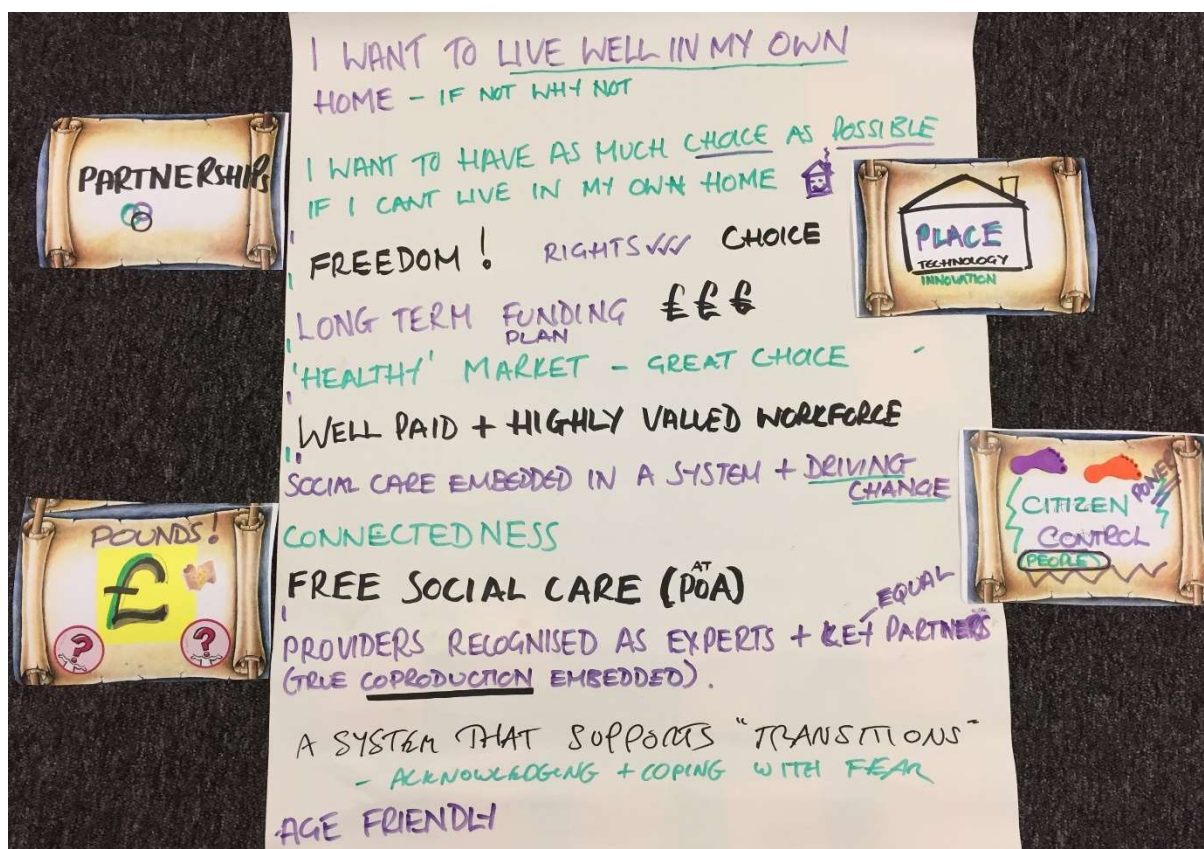 I WANT TO LIVE WELL IN MY OWN
HOME - IF NOT WHY NOT
I WANT TO HAVE AS MUCH CHOICE AS POSSIBLE
IF I CANT LIVE IN MY OWN HOME
FREEDOM! RIGHTS CHOICE
LONG TERM FUNDING £ £ £
PLAN
'HEALTHY' MARKET - GREAT CHOICE
WELL PAID + HIGHLY VALUED WORKFORCE
SOCIAL CARE EMBEDDED IN A SYSTEM + DRIVING
CHANGE
CONNECTEDNESS
FREE SOCIAL CARE (AT POA)
EQUAL
PROVIDERS RECOGNISED AS EXPERTS + KEY PARTNERS
(TRUE COPRODUCTION EMBEDDED).
A SYSTEM THAT SUPPORTS "TRANSITIONS"
- ACKNOWLEDGING + COPING WITH FEAR
AGE FRIENDLY
PARTNERSHIPS
POUNDS!
£
? ?
PLACE
TECHNOLOGY
INNOVATION
POWER
CITIZEN
CONTROL
(PEOPLE)